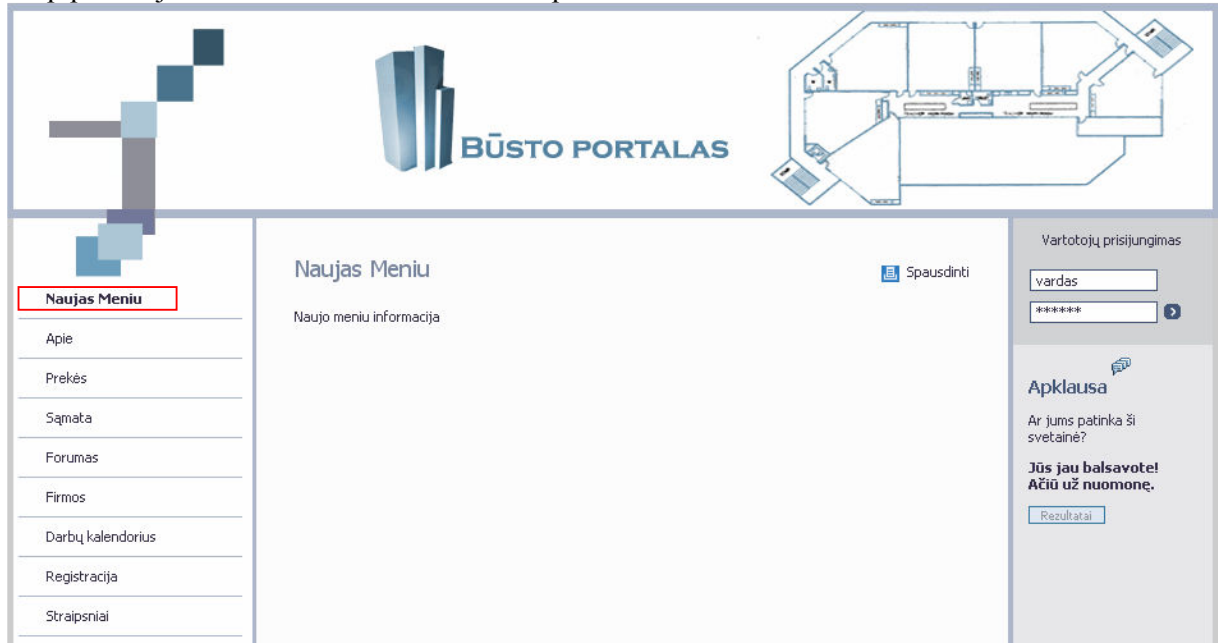 BŪSTO PORTALAS
Naujas Meniu
Apie
Prekės
Sąmata
Forumas
Firmos
Darbų kalendorius
Registracija
Straipsniai
Naujas Meniu
Spausdinti
Naujo meniu informacija
Vartotojų prisijungimas
vardas
******
Apklausa
Ar jums patinka ši
svetainė?
Jūs jau balsavote!
Ačiū už nuomonę.
Rezultatai